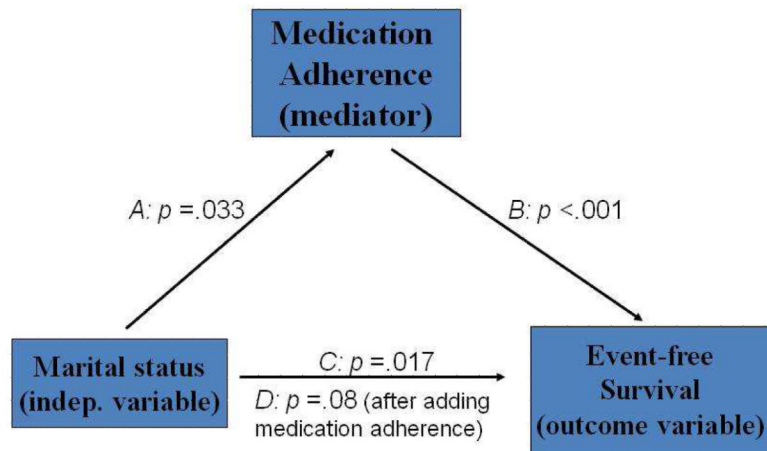 Medication
Adherence
(mediator)
A: p =.033
B: p <.001
Marital status
(indep. variable)
C: p =.017
D: p =.08 (after adding
medication adherence)
Event-free
Survival
(outcome variable)